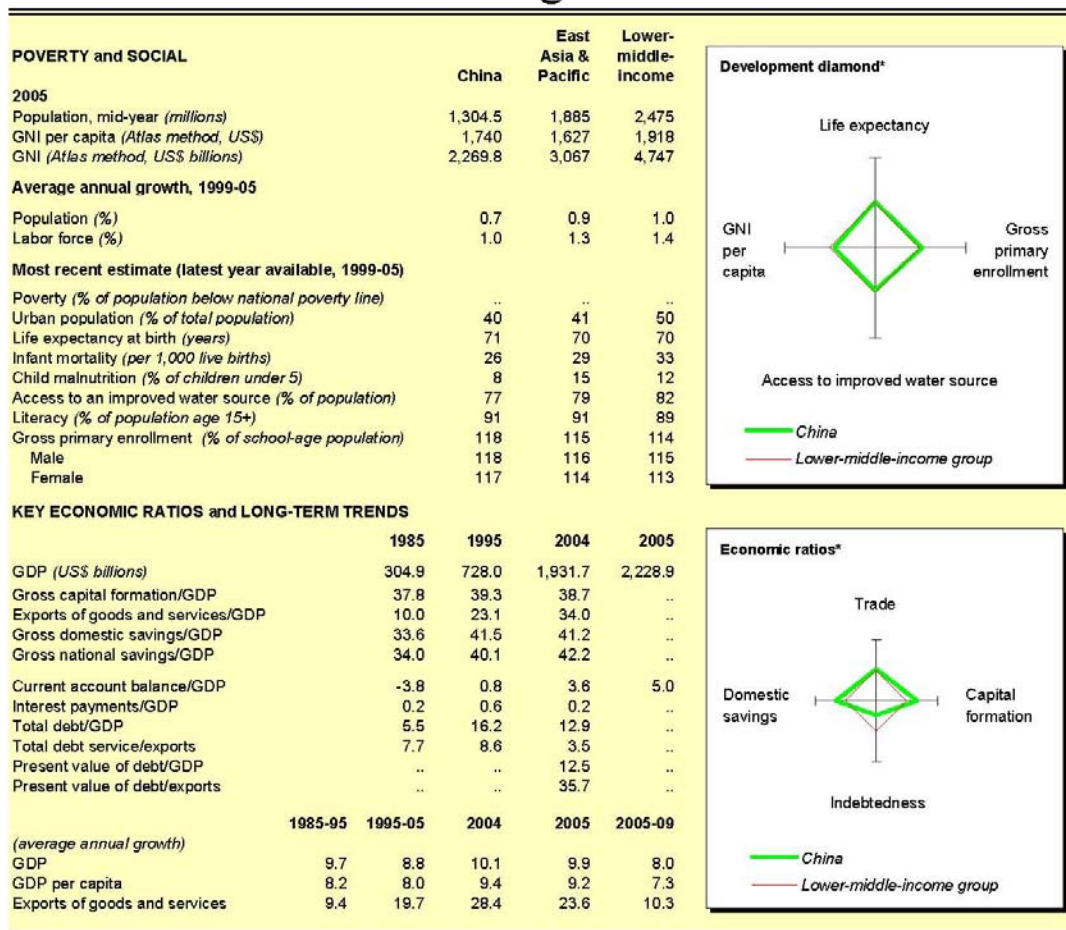 POVERTY and SOCIAL China East Asia & Pacific Lower-middle-income
2005
Population, mid-year (millions) 1,304.5 1,885 2,475
GNI per capita (Atlas method, US$) 1,740 1,627 1,918
GNI (Atlas method, US$ billions) 2,269.8 3,067 4,747
Average annual growth, 1999-05
Population (%) 0.7 0.9 1.0
Labor force (%) 1.0 1.3 1.4
Most recent estimate (latest year available, 1999-05)
Poverty (% of population below national poverty line) .. .. ..
Urban population (% of total population) 40 41 50
Life expectancy at birth (years) 71 70 70
Infant mortality (per 1,000 live births) 26 29 33
Child malnutrition (% of children under 5) 8 15 12
Access to an improved water source (% of population) 77 79 82
Literacy (% of population age 15+) 91 91 89
Gross primary enrollment (% of school-age population) 118 115 114
Male 118 116 115
Female 117 114 113
Development diamond*
Life expectancy
GNI per capita
Gross primary enrollment
Access to improved water source
China
Lower-middle-income group
KEY ECONOMIC RATIOS and LONG-TERM TRENDS
1985 1995 2004 2005
GDP (US$ billions) 304.9 728.0 1,931.7 2,228.9
Gross capital formation/GDP 37.8 39.3 38.7 ..
Exports of goods and services/GDP 10.0 23.1 34.0 ..
Gross domestic savings/GDP 33.6 41.5 41.2 ..
Gross national savings/GDP 34.0 40.1 42.2 ..
Current account balance/GDP -3.8 0.8 3.6 5.0
Interest payments/GDP 0.2 0.6 0.2 ..
Total debt/GDP 5.5 16.2 12.9 ..
Total debt service/exports 7.7 8.6 3.5 ..
Present value of debt/GDP .. .. 12.5 ..
Present value of debt/exports .. .. 35.7 ..
1985-95 1995-05 2004 2005 2005-09
(average annual growth)
GDP 9.7 8.8 10.1 9.9 8.0
GDP per capita 8.2 8.0 9.4 9.2 7.3
Exports of goods and services 9.4 19.7 28.4 23.6 10.3
Economic ratios*
Trade
Domestic savings
Capital formation
Indebtedness
China
Lower-middle-income group